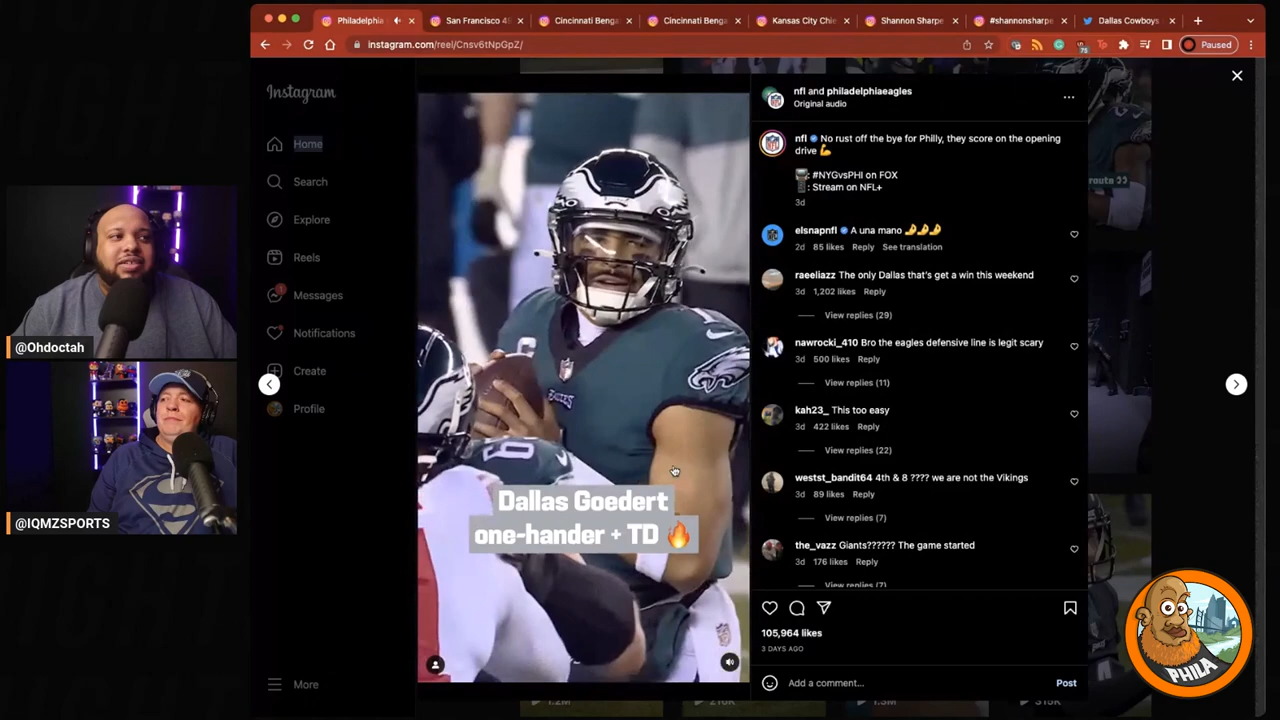 Philadelphia
San Francisco 4
Cincinnati Benga
Cincinnati Benga
Kansas City Chie
Shannon Sharpe
#shannonsharpe
Dallas Cowboys
instagram.com/reel/Cnsv6tNpGpZ/
75
Paused
Instagram
Home
Search
Explore
Reels
Messages
Notifications
Create
Profile
More
@Ohdoctah
@IQMZSPORTS
Dallas Goedert
one-hander + TD 🔥
nfl and philadelphiaeagles
Original audio
nfl No rust off the bye for Philly, they score on the opening
drive 💪
: #NYGvsPHI on FOX
: Stream on NFL+
3d
elsnapnfl A una mano 🤌🤌🤌
2d 85 likes Reply See translation
raeeliazz The only Dallas that's get a win this weekend
3d 1,202 likes Reply
View replies (29)
nawrocki_410 Bro the eagles defensive line is legit scary
3d 500 likes Reply
View replies (11)
kah23_ This too easy
3d 422 likes Reply
View replies (22)
westst_bandit64 4th & 8 ???? we are not the Vikings
3d 89 likes Reply
View replies (7)
the_vazz Giants?????? The game started
3d 176 likes Reply
View replies (7)
105,964 likes
3 DAYS AGO
Add a comment...
Post
PHILA